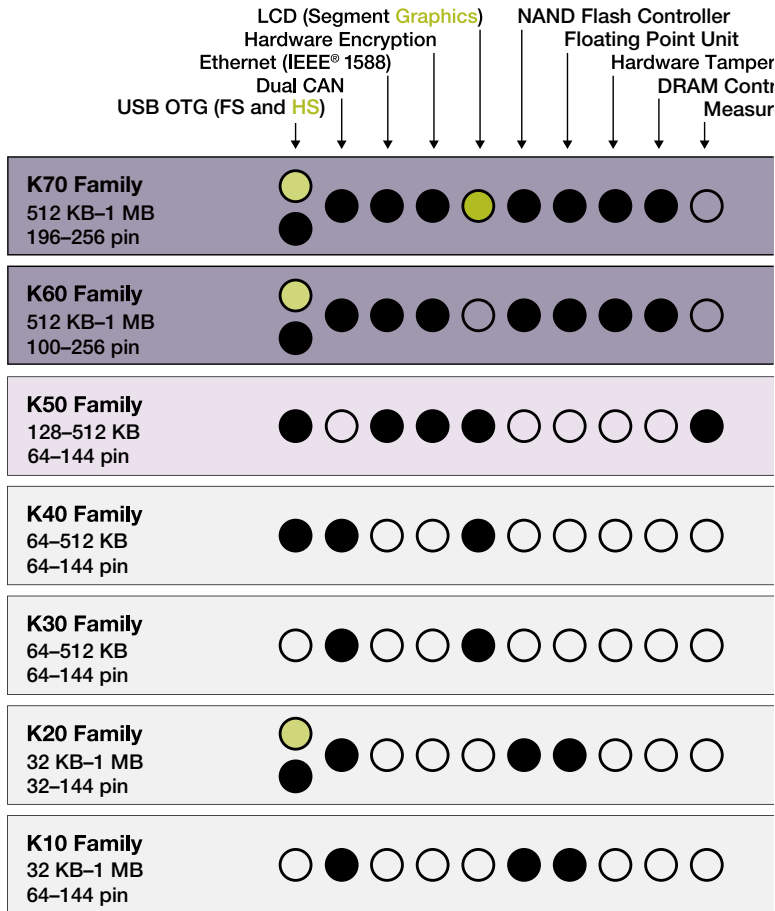 LCD (Segment Graphics)
Hardware Encryption
Ethernet (IEEE® 1588)
Dual CAN
USB OTG (FS and HS)
NAND Flash Controller
Floating Point Unit
Hardware Tamper
DRAM Contr
Measur
K70 Family
512 KB–1 MB
196–256 pin
K60 Family
512 KB–1 MB
100–256 pin
K50 Family
128–512 KB
64–144 pin
K40 Family
64–512 KB
64–144 pin
K30 Family
64–512 KB
64–144 pin
K20 Family
32 KB–1 MB
32–144 pin
K10 Family
32 KB–1 MB
64–144 pin